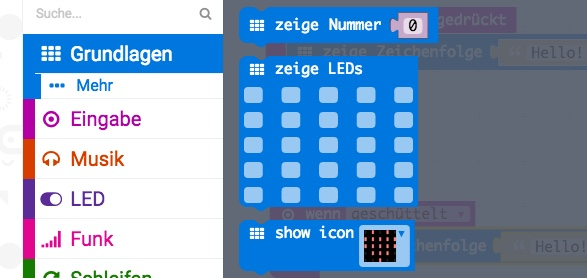 Suche...
Grundlagen
Mehr
Eingabe
Musik
LED
Funk
Schleifen
zeige Nummer 0
zeige LEDs
show icon
gedrückt
zeige Zeichenfolge Hello!
wenn geschüttelt
Zeichenfolge Hello!